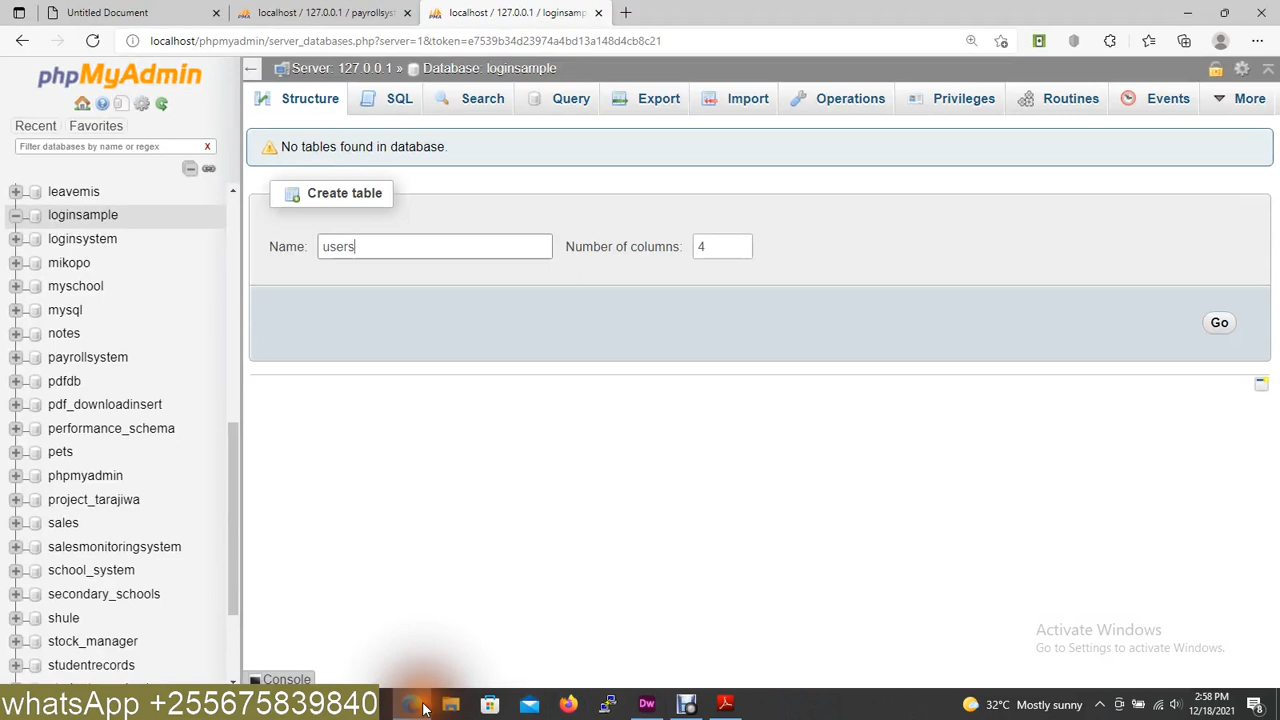 Untitled Document
localhost / 127.0.0.1 / payrollsys
localhost / 127.0.0.1 / loginsamp
localhost/phpmyadmin/server_databases.php?server=1&token=e7539b34d23974a4bd13a148d4cb8c21
phpMyAdmin
Server: 127.0.0.1 » Database: loginsample
Structure SQL Search Query Export Import Operations Privileges Routines Events More
Recent Favorites
Filter databases by name or regex X
No tables found in database.
Create table
Name: users Number of columns: 4
Go
leavemis
loginsample
loginsystem
mikopo
myschool
mysql
notes
payrollsystem
pdfdb
pdf_downloadinsert
performance_schema
pets
phpmyadmin
project_tarajiwa
sales
salesmonitoringsystem
school_system
secondary_schools
shule
stock_manager
studentrecords
Activate Windows
Go to Settings to activate Windows.
Console
whatsApp +255675839840
Dw
32°C Mostly sunny
2:58 PM
12/18/2021
8